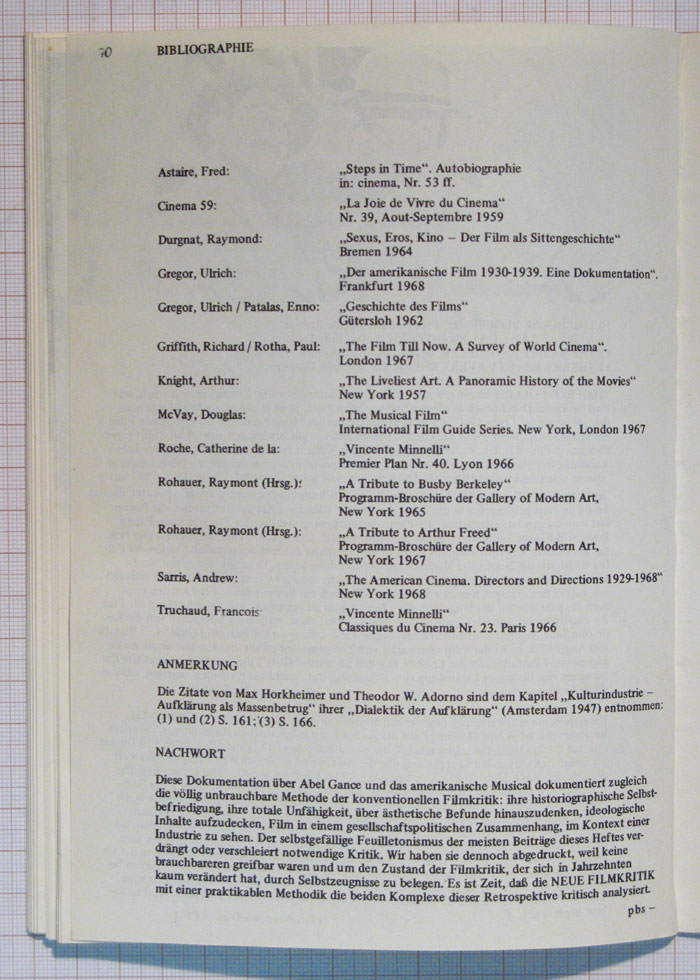 70 BIBLIOGRAPHIE
Astaire, Fred: „Steps in Time“. Autobiographie
in: cinema, Nr. 53 ff.
Cinema 59: „La Joie de Vivre du Cinema“
Nr. 39, Aout-Septembre 1959
Durgnat, Raymond: „Sexus, Eros, Kino – Der Film als Sittengeschichte“
Bremen 1964
Gregor, Ulrich: „Der amerikanische Film 1930-1939. Eine Dokumentation“.
Frankfurt 1968
Gregor, Ulrich / Patalas, Enno: „Geschichte des Films“
Gütersloh 1962
Griffith, Richard / Rotha, Paul: „The Film Till Now. A Survey of World Cinema“.
London 1967
Knight, Arthur: „The Liveliest Art. A Panoramic History of the Movies“
New York 1957
McVay, Douglas: „The Musical Film“
International Film Guide Series. New York, London 1967
Roche, Catherine de la: „Vincente Minnelli“
Premier Plan Nr. 40. Lyon 1966
Rohauer, Raymont (Hrsg.): „A Tribute to Busby Berkeley“
Programm-Broschüre der Gallery of Modern Art,
New York 1965
Rohauer, Raymont (Hrsg.): „A Tribute to Arthur Freed“
Programm-Broschüre der Gallery of Modern Art,
New York 1967
Sarris, Andrew: „The American Cinema. Directors and Directions 1929-1968“
New York 1968
Truchaud, Francois: „Vincente Minnelli“
Classiques du Cinema Nr. 23. Paris 1966
ANMERKUNG
Die Zitate von Max Horkheimer und Theodor W. Adorno sind dem Kapitel „Kulturindustrie –
Aufklärung als Massenbetrug“ ihrer „Dialektik der Aufklärung“ (Amsterdam 1947) entnommen:
(1) und (2) S. 161; (3) S. 166.
NACHWORT
Diese Dokumentation über Abel Gance und das amerikanische Musical dokumentiert zugleich
die völlig unbrauchbare Methode der konventionellen Filmkritik: ihre historiographische Selbst-
befriedigung, ihre totale Unfähigkeit, über ästhetische Befunde hinauszudenken, ideologische
Inhalte aufzudecken, Film in einem gesellschaftspolitischen Zusammenhang, im Kontext einer
Industrie zu sehen. Der selbstgefällige Feuilletonismus der meisten Beiträge dieses Heftes ver-
drängt oder verschleiert notwendige Kritik. Wir haben sie dennoch abgedruckt, weil keine
brauchbareren greifbar waren und um den Zustand der Filmkritik, der sich in Jahrzehnten
kaum verändert hat, durch Selbstzeugnisse zu belegen. Es ist Zeit, daß die NEUE FILMKRITIK
mit einer praktikablen Methodik die beiden Komplexe dieser Retrospektive kritisch analysiert.
pbs –